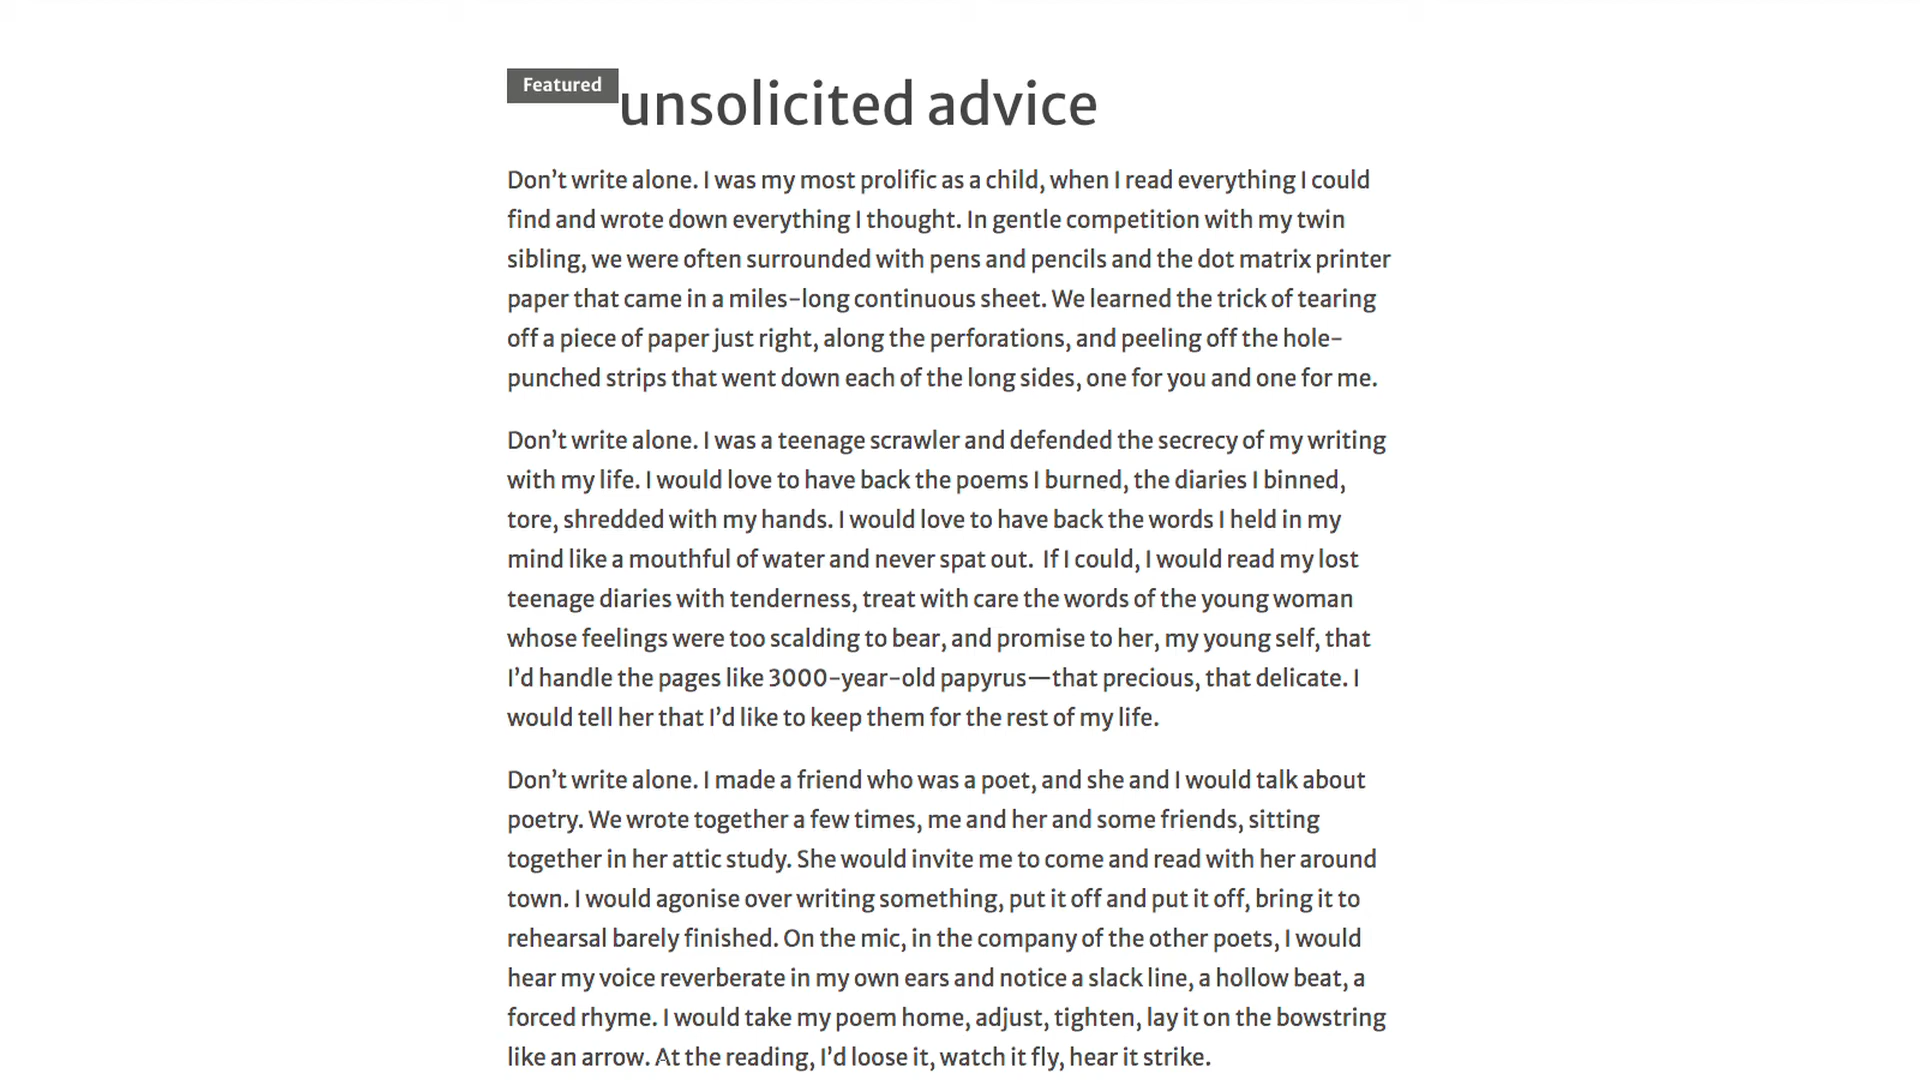 Featured
unsolicited advice
Don’t write alone. I was my most prolific as a child, when I read everything I could
find and wrote down everything I thought. In gentle competition with my twin
sibling, we were often surrounded with pens and pencils and the dot matrix printer
paper that came in a miles-long continuous sheet. We learned the trick of tearing
off a piece of paper just right, along the perforations, and peeling off the hole-
punched strips that went down each of the long sides, one for you and one for me.
Don’t write alone. I was a teenage scrawler and defended the secrecy of my writing
with my life. I would love to have back the poems I burned, the diaries I binned,
tore, shredded with my hands. I would love to have back the words I held in my
mind like a mouthful of water and never spat out.  If I could, I would read my lost
teenage diaries with tenderness, treat with care the words of the young woman
whose feelings were too scalding to bear, and promise to her, my young self, that
I’d handle the pages like 3000-year-old papyrus—that precious, that delicate. I
would tell her that I’d like to keep them for the rest of my life.
Don’t write alone. I made a friend who was a poet, and she and I would talk about
poetry. We wrote together a few times, me and her and some friends, sitting
together in her attic study. She would invite me to come and read with her around
town. I would agonise over writing something, put it off and put it off, bring it to
rehearsal barely finished. On the mic, in the company of the other poets, I would
hear my voice reverberate in my own ears and notice a slack line, a hollow beat, a
forced rhyme. I would take my poem home, adjust, tighten, lay it on the bowstring
like an arrow. At the reading, I’d loose it, watch it fly, hear it strike.